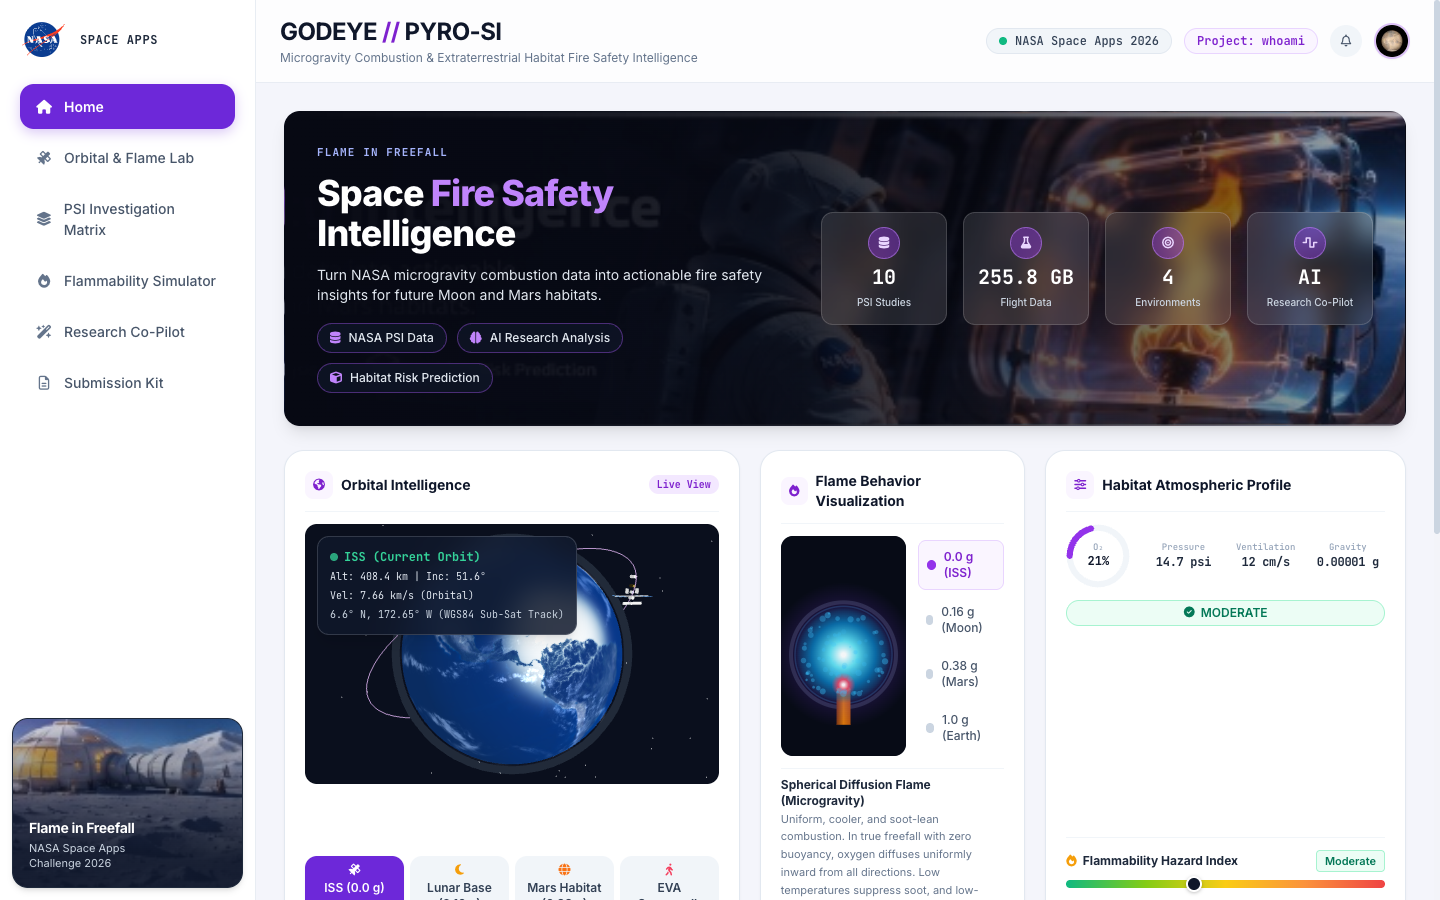 NASA
SPACE APPS
Home
Orbital & Flame Lab
PSI Investigation
Matrix
Flammability Simulator
Research Co-Pilot
Submission Kit
Flame in Freefall
NASA Space Apps
Challenge 2026
GODEYE // PYRO-SI
Microgravity Combustion & Extraterrestrial Habitat Fire Safety Intelligence
NASA Space Apps 2026
Project: whoami
FLAME IN FREEFALL
Space Fire Safety
Intelligence
Turn NASA microgravity combustion data into actionable fire safety
insights for future Moon and Mars habitats.
NASA PSI Data
AI Research Analysis
Habitat Risk Prediction
10
PSI Studies
255.8 GB
Flight Data
4
Environments
AI
Research Co-Pilot
Orbital Intelligence
Live View
ISS (Current Orbit)
Alt: 408.4 km | Inc: 51.6°
Vel: 7.66 km/s (Orbital)
6.6° N, 172.65° W (WGS84 Sub-Sat Track)
ISS (0.0 g)
Lunar Base
Mars Habitat
EVA
Flame Behavior
Visualization
0.0 g
(ISS)
0.16 g
(Moon)
0.38 g
(Mars)
1.0 g
(Earth)
Spherical Diffusion Flame
(Microgravity)
Uniform, cooler, and soot-lean
combustion. In true freefall with zero
buoyancy, oxygen diffuses uniformly
inward from all directions. Low
temperatures suppress soot, and low-
Habitat Atmospheric Profile
O₂
21%
Pressure
14.7 psi
Ventilation
12 cm/s
Gravity
0.00001 g
MODERATE
Flammability Hazard Index
Moderate